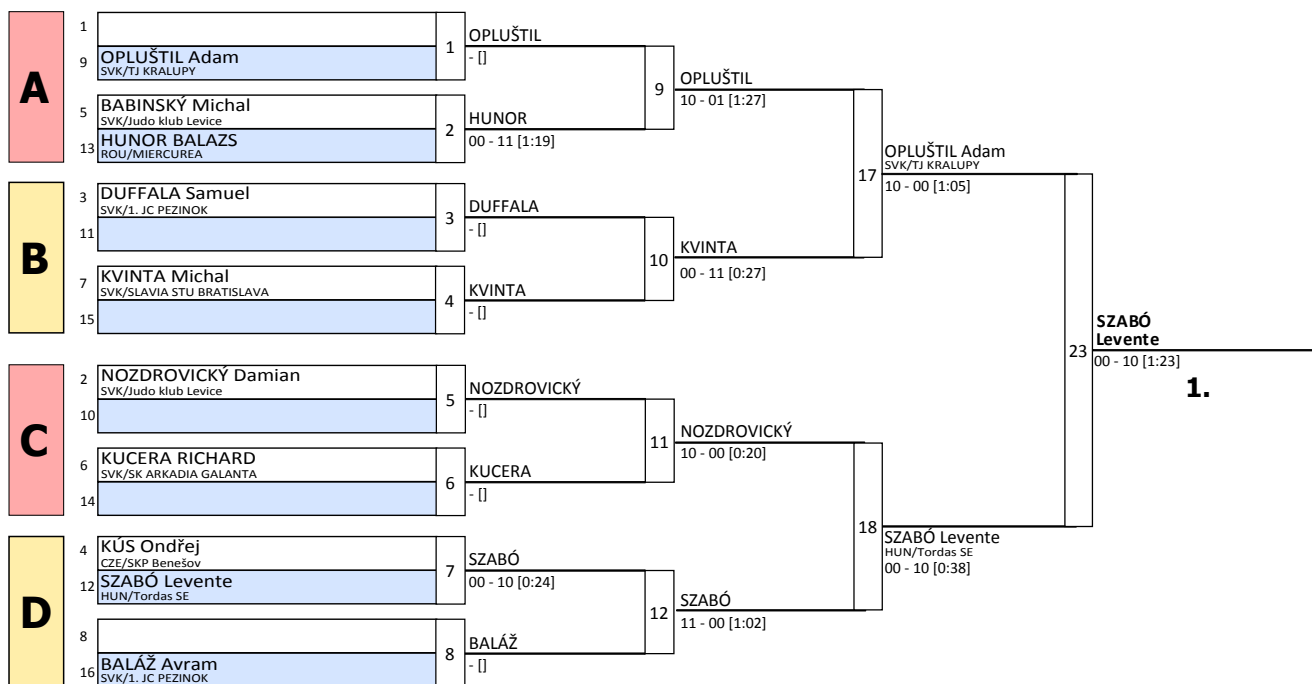 A
1
9 OPLUŠTIL Adam
SVK/TJ KRALUPY
1
OPLUŠTIL
- []
5 BABINSKÝ Michal
SVK/Judo klub Levice
13 HUNOR BALAZS
ROU/MIERCUREA
2
HUNOR
00 - 11 [1:19]
9
OPLUŠTIL
10 - 01 [1:27]
B
3 DUFFALA Samuel
SVK/1. JC PEZINOK
11
3
DUFFALA
- []
7 KVINTA Michal
SVK/SLAVIA STU BRATISLAVA
15
4
KVINTA
- []
10
KVINTA
00 - 11 [0:27]
17
OPLUŠTIL Adam
SVK/TJ KRALUPY
10 - 00 [1:05]
C
2 NOZDROVICKÝ Damian
SVK/Judo klub Levice
10
5
NOZDROVICKÝ
- []
6 KUCERA RICHARD
SVK/SK ARKADIA GALANTA
14
6
KUCERA
- []
11
NOZDROVICKÝ
10 - 00 [0:20]
D
4 KÚS Ondřej
CZE/SKP Benešov
12 SZABÓ Levente
HUN/Tordas SE
7
SZABÓ
00 - 10 [0:24]
8
16 BALÁŽ Avram
SVK/1. JC PEZINOK
8
BALÁŽ
- []
12
SZABÓ
11 - 00 [1:02]
18
SZABÓ Levente
HUN/Tordas SE
00 - 10 [0:38]
23
SZABÓ
Levente
00 - 10 [1:23]
1.